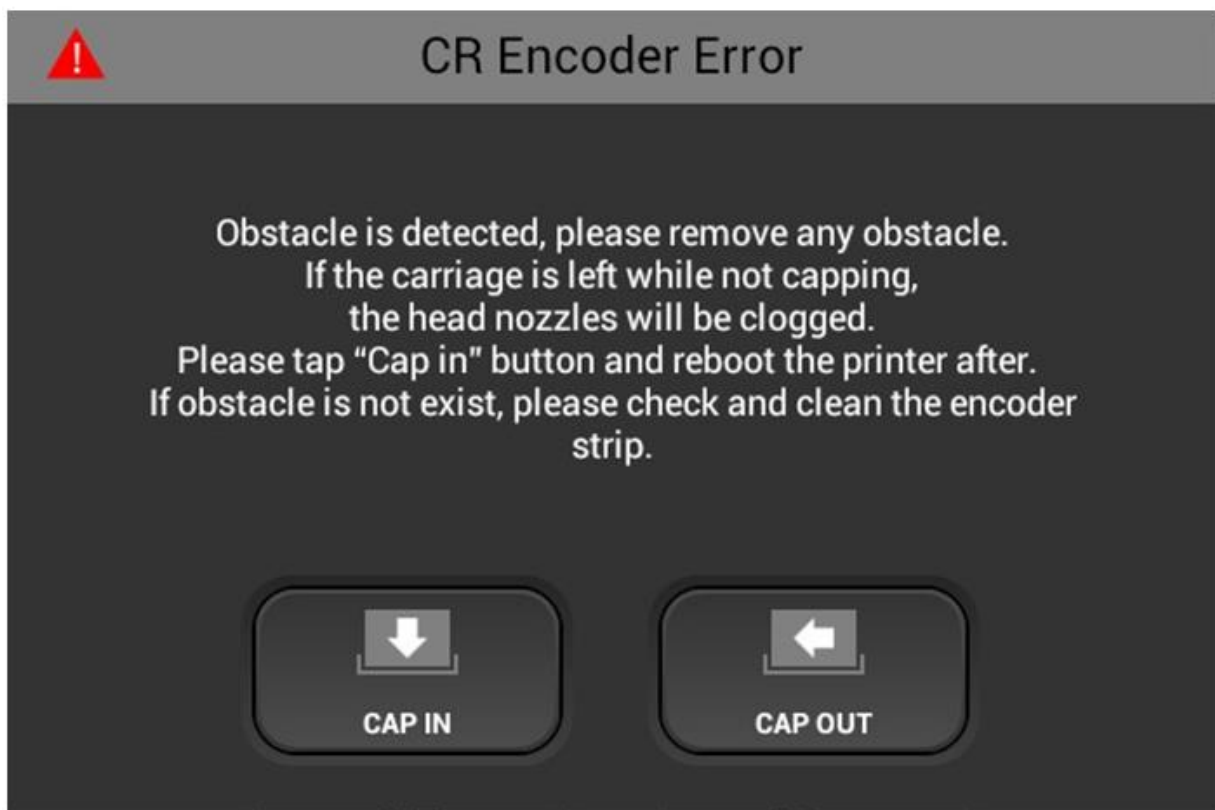 CR Encoder Error
Obstacle is detected, please remove any obstacle.
If the carriage is left while not capping,
the head nozzles will be clogged.
Please tap “Cap in” button and reboot the printer after.
If obstacle is not exist, please check and clean the encoder
strip.
CAP IN
CAP OUT